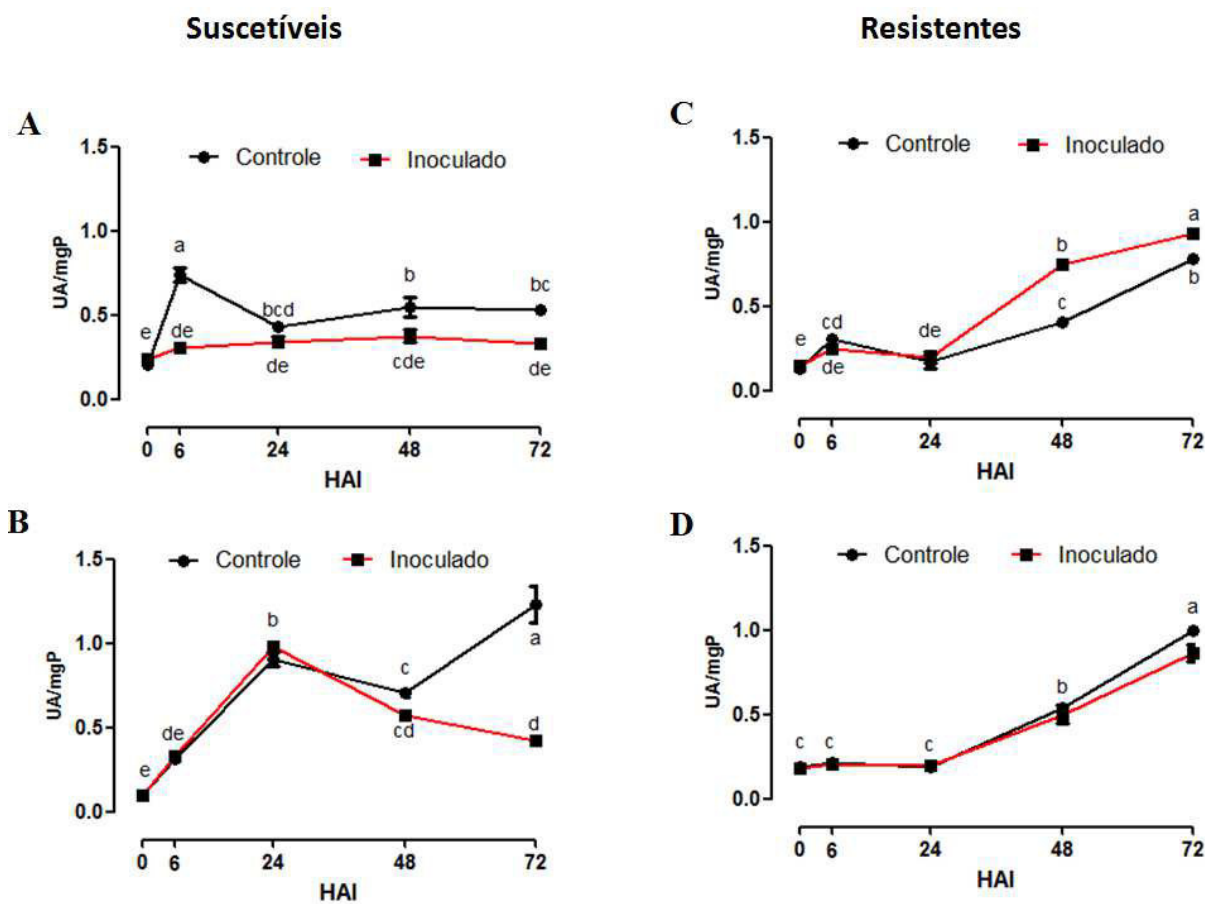 Suscetíveis Resistentes
A
1.5
Controle Inoculado
1.0
0.5
0.0
UA/mgP
a
b
bc
bcd
e
de
de
cde
de
0 6 24 48 72
HAI
C
1.5
Controle Inoculado
1.0
0.5
0.0
UA/mgP
a
b
b
c
e
cd
de
de
0 6 24 48 72
HAI
B
1.5
Controle Inoculado
1.0
0.5
0.0
UA/mgP
b
a
c
de
cd
d
e
0 6 24 48 72
HAI
D
1.5
Controle Inoculado
1.0
0.5
0.0
UA/mgP
a
b
c c c
0 6 24 48 72
HAI